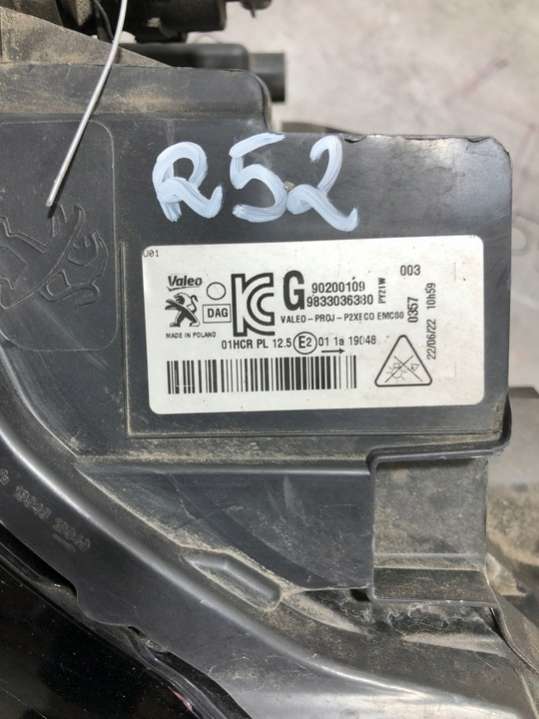 R52
U01
Valeo
DAG
MADE IN POLAND
G
90200109
9833036380
PY21W
VALEO-PROJ-P2XECO EMC80
01HCR PL 12.5 E2 01 1a 19048
003
0357
22/06/22 10h59